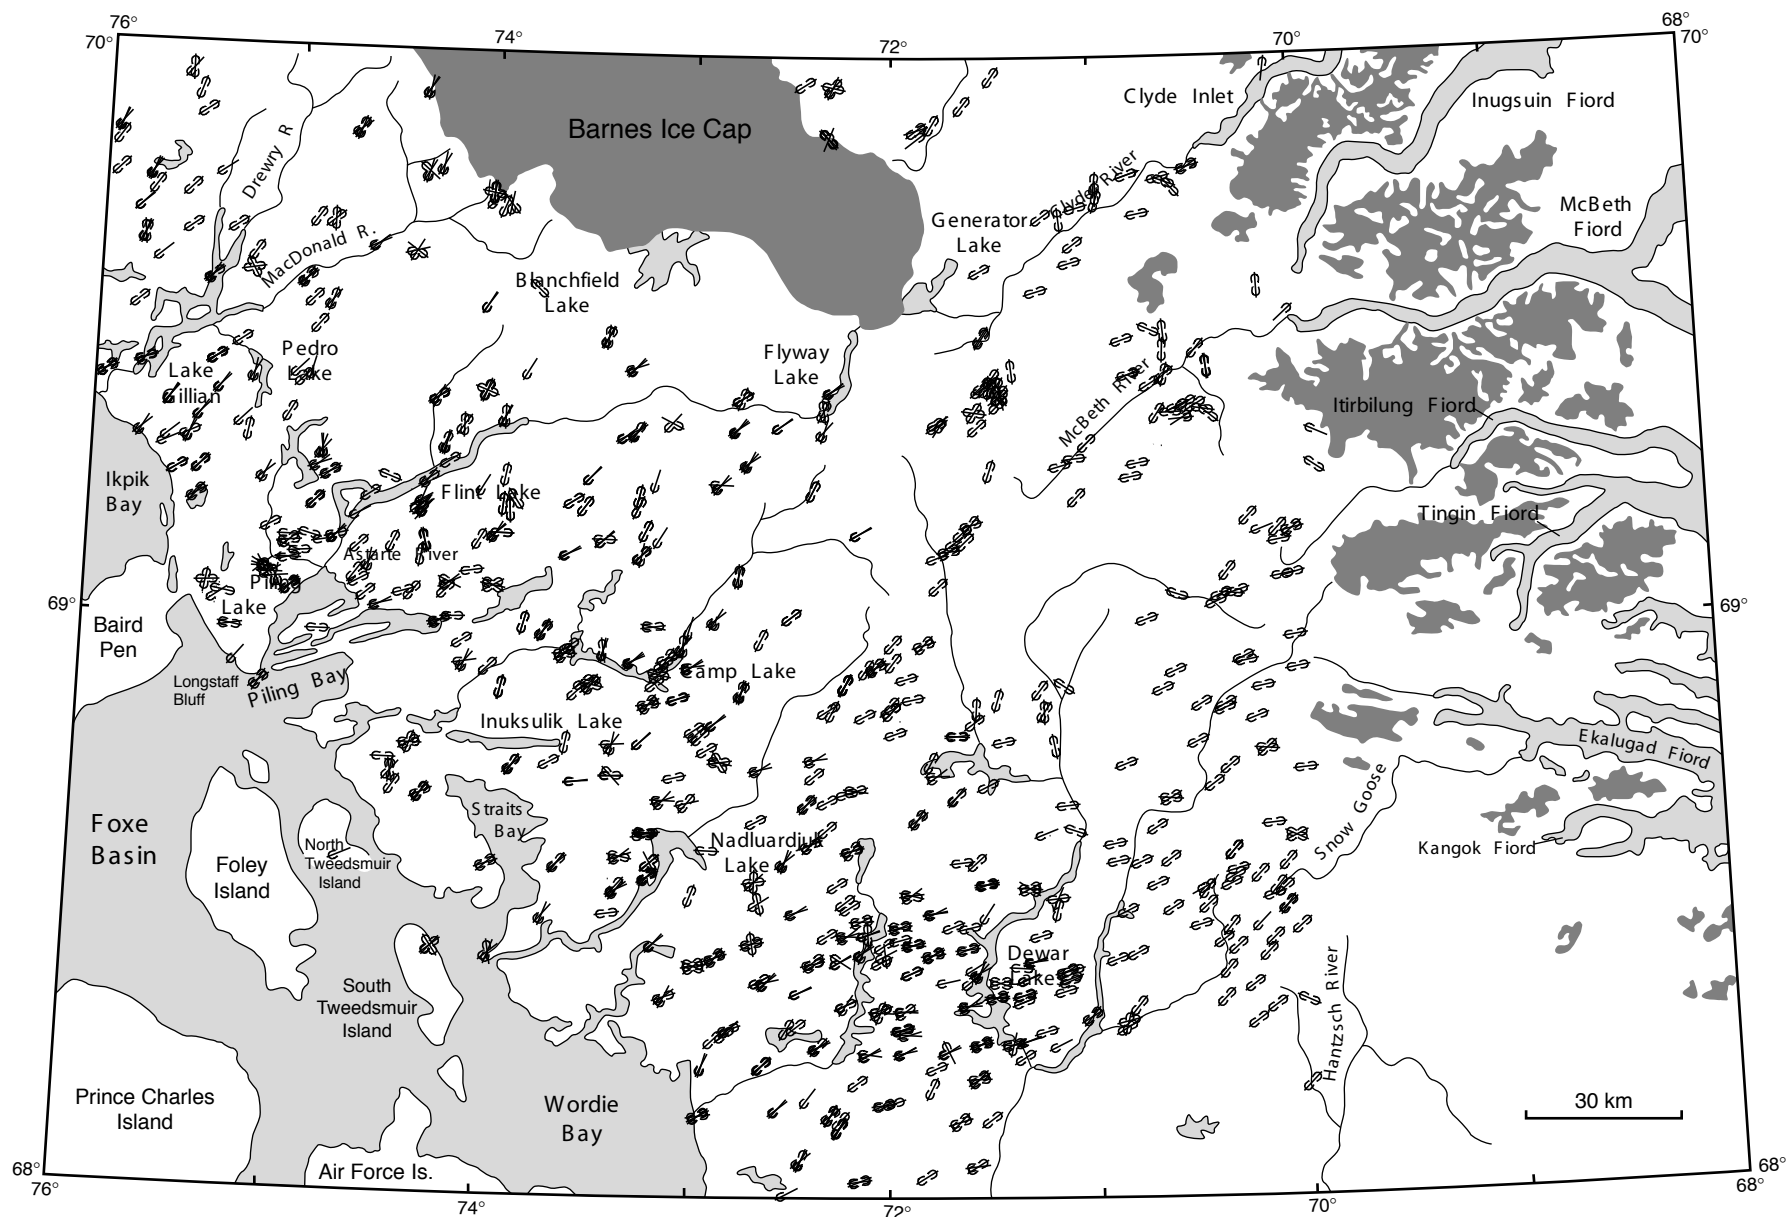 76°
74°
72°
70°
68°
70°
70°
Clyde Inlet
Inugsuin Fiord
Barnes Ice Cap
Drewry R
Clyde River
McBeth
Fiord
Generator
Lake
MacDonald R.
Blanchfield
Lake
Pedro
Lake
Flyway
Lake
Lake
Gillian
McBeth River
Itirbilung Fiord
Ikpik
Bay
Flint Lake
Tingin Fiord
Astarte River
Piling
Lake
69°
69°
Baird
Pen
Longstaff
Bluff
Piling Bay
Camp Lake
Inuksulik Lake
Ekalugad Fiord
Snow Goose
Straits
Bay
Foxe
Basin
North
Tweedsmuir
Island
Foley
Island
Nadluardjuk
Lake
Kangok Fiord
Dewar
Lakes
South
Tweedsmuir
Island
Hantzsch River
Prince Charles
Island
Wordie
Bay
30 km
Air Force Is.
68°
68°
76°
74°
72°
70°
68°